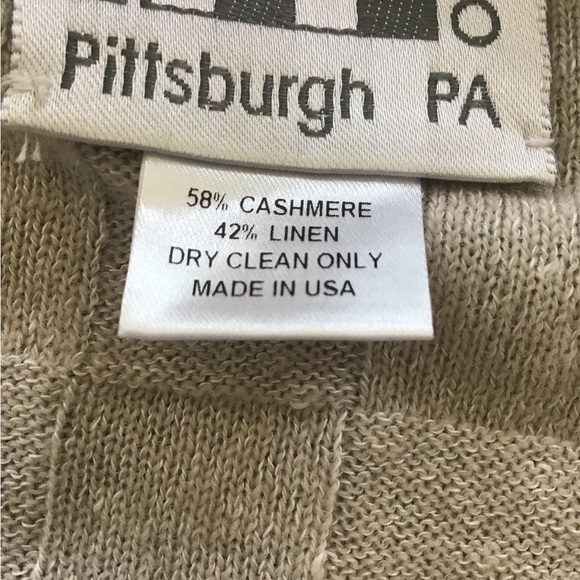 O
Pittsburgh PA
58% CASHMERE
42% LINEN
DRY CLEAN ONLY
MADE IN USA